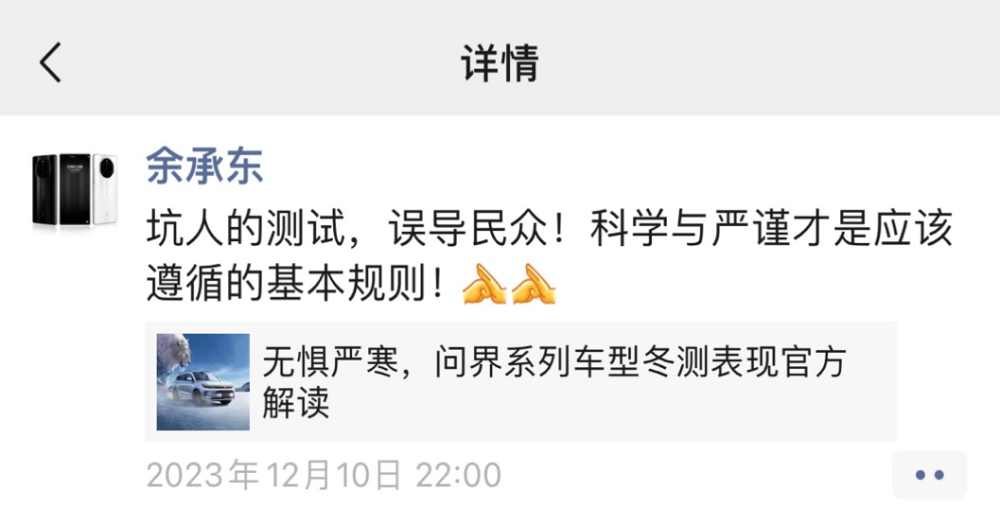 详情
余承东
坑人的测试，误导民众！科学与严谨才是应该
遵循的基本规则！
无惧严寒，问界系列车型冬测表现官方
解读
2023年12月10日 22:00